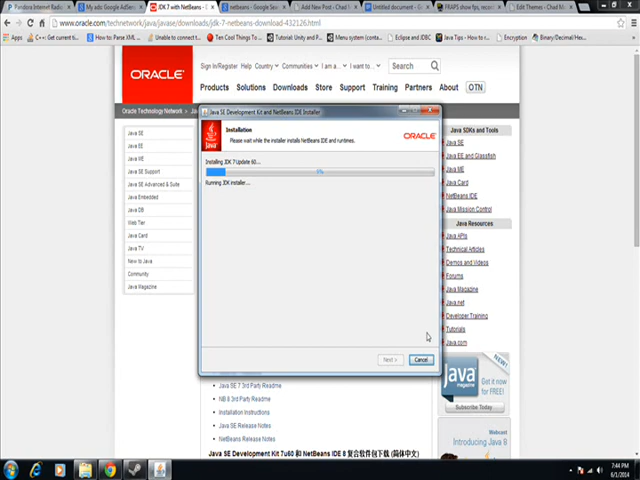 Pandora Internet Radio
My ads: Google AdSen
JDK 7 with NetBeans - D
netbeans - Google Sear
Add New Post ‹ Chad M
Untitled document - G
FRAPS show fps, record
Edit Themes ‹ Chad M
www.oracle.com/technetwork/java/javase/downloads/jdk-7-netbeans-download-432126.html
Apps
C++ Get current ti
How to: Parse XML
Unable to connect t
Ten Cool Things To
Tutorial: Unity and P
Menu system (conta
Eclipse and JDBC
Java Tips - How to c
Binary/Decimal/Hex
ORACLE
Sign In/Register Help Country Communities I am a... I want to...
Search
Products Solutions Downloads Store Support Training Partners About OTN
Oracle Technology Network
Java SE
Java EE
Java ME
Java SE Support
Java SE Advanced & Suite
Java Embedded
Java DB
Web Tier
Java Card
Java TV
New to Java
Community
Java Magazine
Java SE Development Kit and NetBeans IDE Installer
Installation
Please wait while the installer installs NetBeans IDE and runtimes.
Java
ORACLE
Installing JDK 7 Update 60...
Running JDK installer...
Next >
Cancel
Java SDKs and Tools
Java SE
Java EE and Glassfish
Java ME
Java Card
NetBeans IDE
Java Mission Control
Java Resources
Java APIs
Technical Articles
Demos and Videos
Forums
Java Magazine
Java.net
Developer Training
Tutorials
Java.com
NEW!
Java magazine
Get it now for FREE!
Subscribe Today
Webcast
Introducing Java 8
Java SE 7 3rd Party Readme
NB 8 3rd Party Readme
Installation Instructions
Java SE Release Notes
NetBeans Release Notes
Java SE Development Kit 7u60 和 NetBeans IDE 8 复合软件包下载 (简体中文)
7:44 PM
6/1/2014